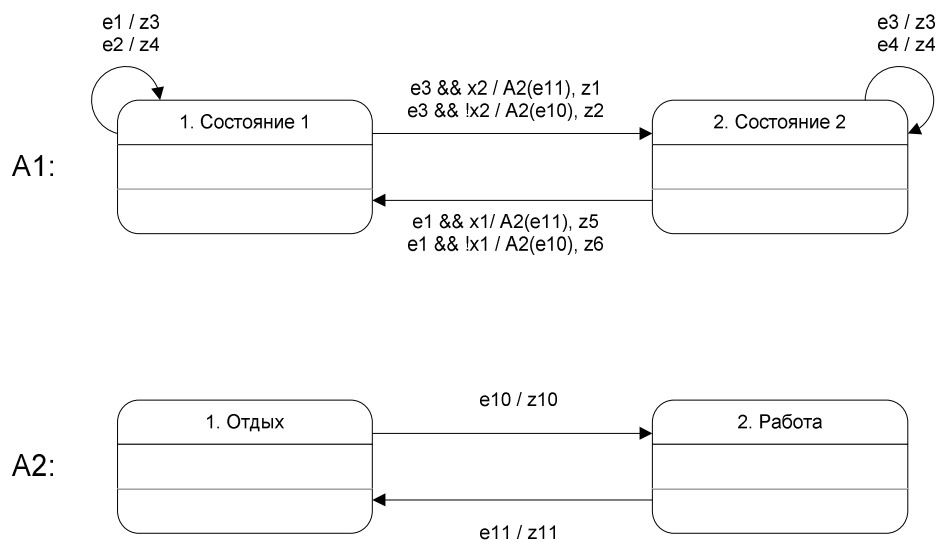 e1 / z3
e2 / z4
e3 / z3
e4 / z4
e3 && x2 / A2(e11), z1
e3 && !x2 / A2(e10), z2
1. Состояние 1
2. Состояние 2
A1:
e1 && x1/ A2(e11), z5
e1 && !x1 / A2(e10), z6
e10 / z10
1. Отдых
2. Работа
A2:
e11 / z11